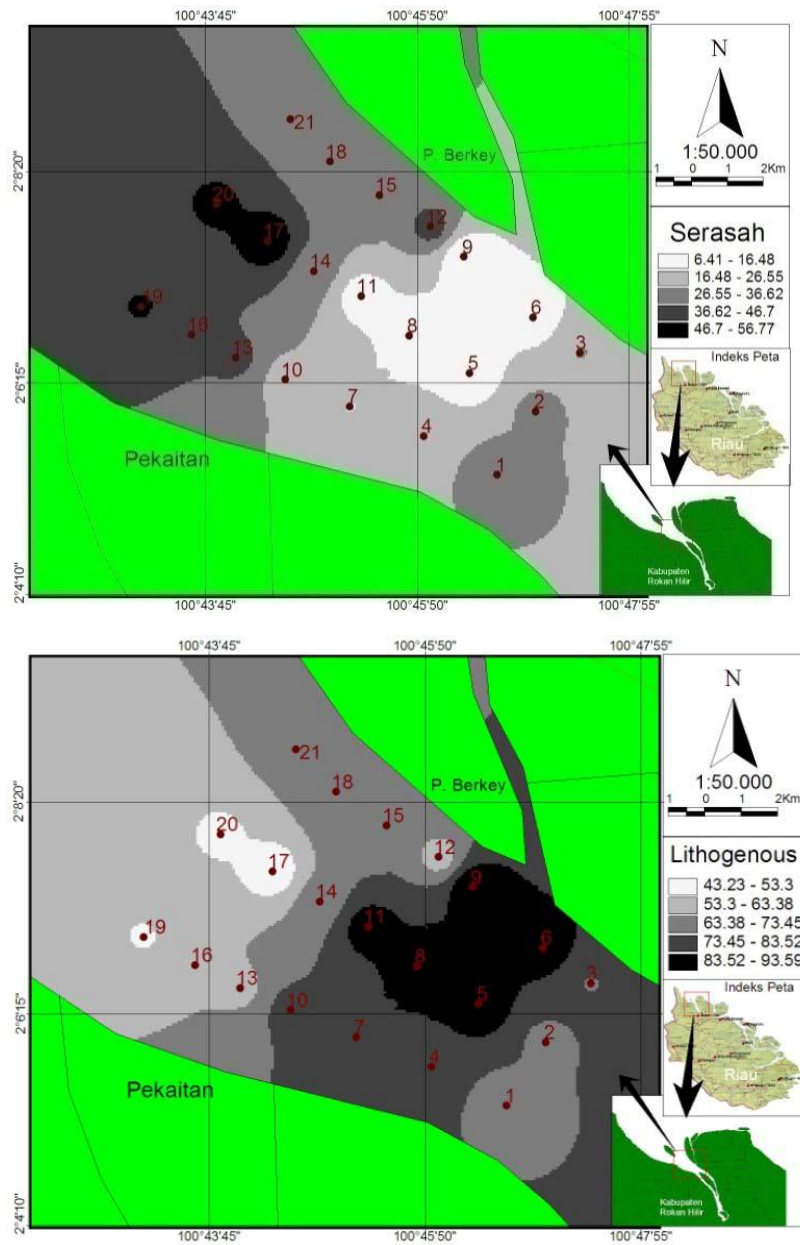 100°43'45"
100°45'50"
100°47'55"
N
1:50.000
1 0 1 2Km
2°8'20"
2°6'15"
2°4'10"
21
18
P. Berkey
15
20
12
17
9
14
11
19
6
16
8
13
3
10
5
7
2
4
1
Pekaitan
Serasah
6.41 - 16.48
16.48 - 26.55
26.55 - 36.62
36.62 - 46.7
46.7 - 56.77
Indeks Peta
Riau
Kabupaten
Rokan Hilir
100°43'45"
100°45'50"
100°47'55"
100°43'45"
100°45'50"
100°47'55"
N
1:50.000
1 0 1 2Km
2°8'20"
2°6'15"
2°4'10"
21
18
P. Berkey
15
20
12
17
9
14
11
19
6
16
8
13
3
10
5
7
2
4
1
Pekaitan
Lithogenous
43.23 - 53.3
53.3 - 63.38
63.38 - 73.45
73.45 - 83.52
83.52 - 93.59
Indeks Peta
Riau
Kabupaten
Rokan Hilir
100°43'45"
100°45'50"
100°47'55"